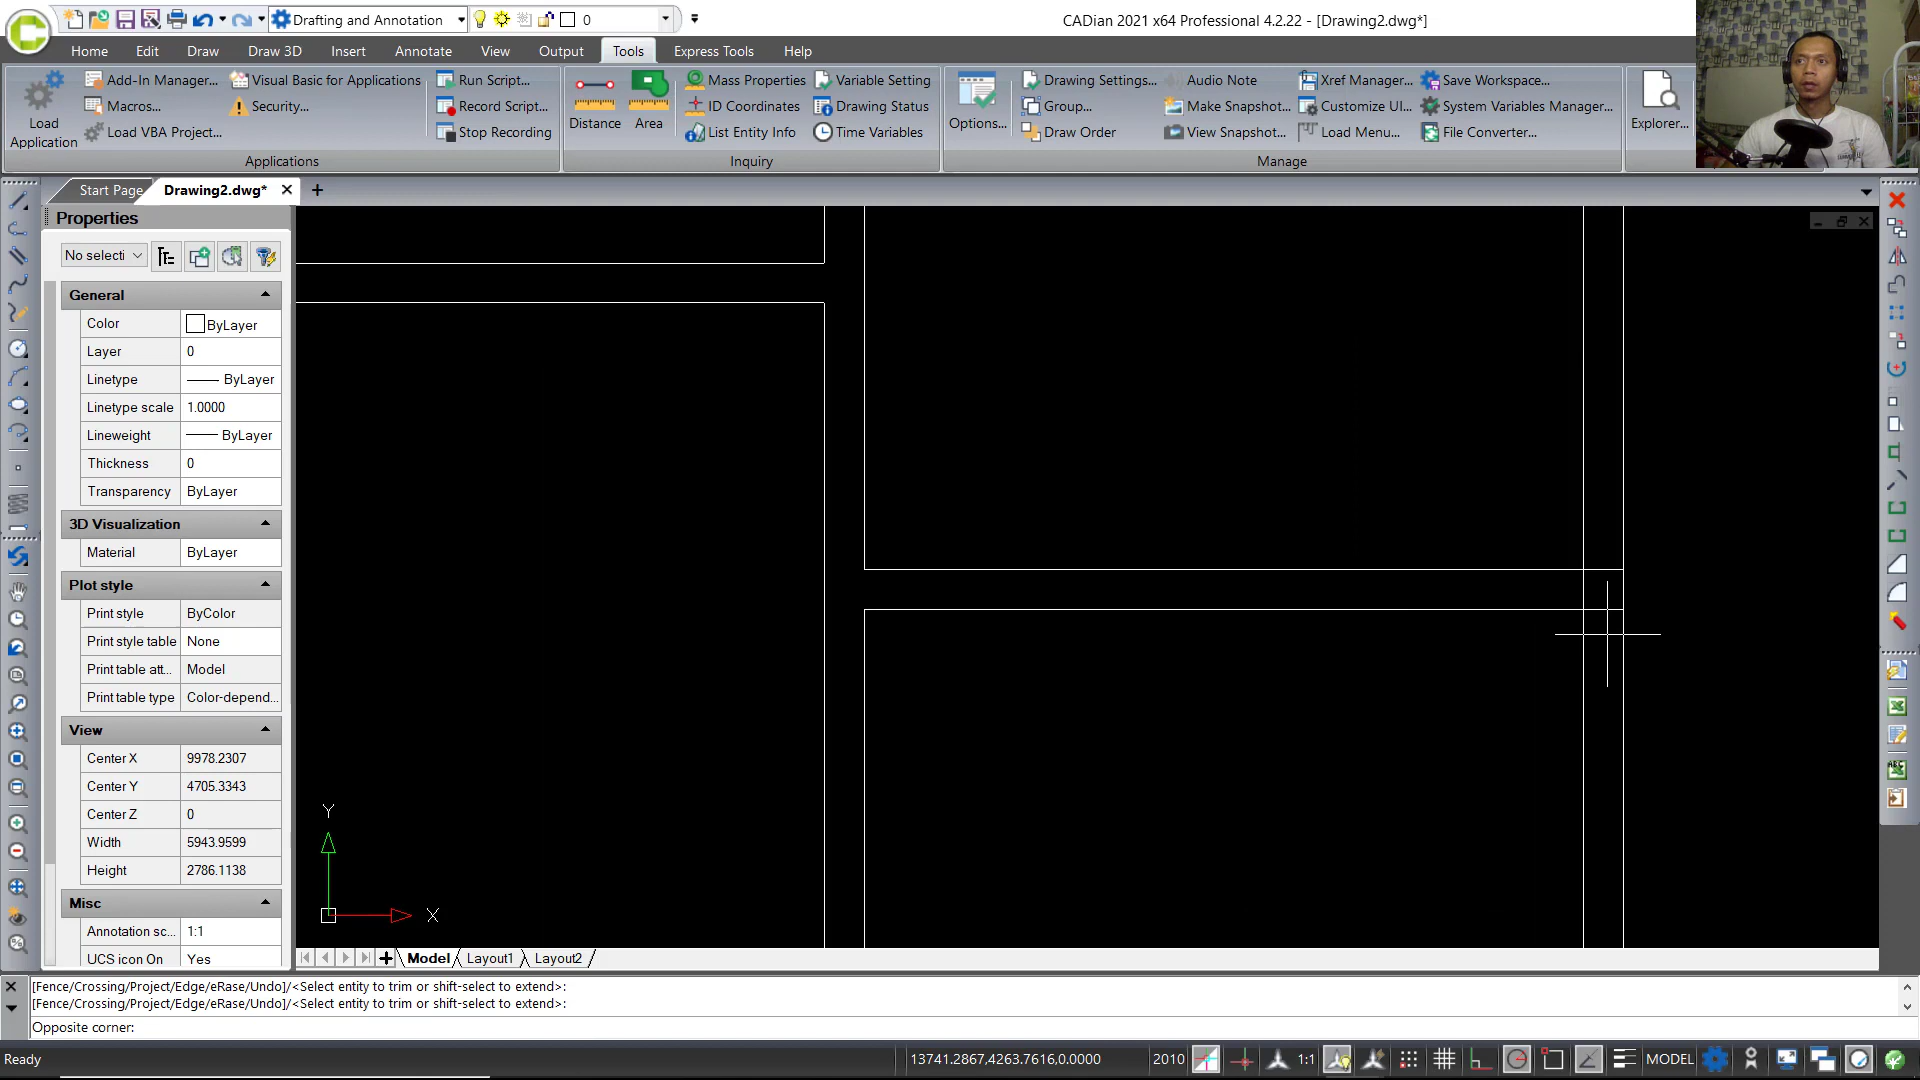 Drafting and Annotation
0
CADian 2021 x64 Professional 4.2.22 - [Drawing2.dwg*]
Home
Edit
Draw
Draw 3D
Insert
Annotate
View
Output
Tools
Express Tools
Help
Load Application
Add-In Manager...
Macros...
Load VBA Project...
Visual Basic for Applications
Security...
Run Script...
Record Script...
Stop Recording
Applications
Distance
Area
Mass Properties
ID Coordinates
List Entity Info
Variable Setting
Drawing Status
Time Variables
Inquiry
Options...
Drawing Settings...
Group...
Draw Order
Audio Note
Make Snapshot...
View Snapshot...
Xref Manager...
Customize UI...
Load Menu...
Save Workspace...
System Variables Manager...
File Converter...
Manage
Explorer...
Start Page
Drawing2.dwg*
Properties
No selecti
General
Color ByLayer
Layer 0
Linetype ByLayer
Linetype scale 1.0000
Lineweight ByLayer
Thickness 0
Transparency ByLayer
3D Visualization
Material ByLayer
Plot style
Print style ByColor
Print style table None
Print table att... Model
Print table type Color-depend...
View
Center X 9978.2307
Center Y 4705.3343
Center Z 0
Width 5943.9599
Height 2786.1138
Misc
Annotation sc... 1:1
UCS icon On Yes
Y
X
Model
Layout1
Layout2
[Fence/Crossing/Project/Edge/eRase/Undo]/<Select entity to trim or shift-select to extend>:
[Fence/Crossing/Project/Edge/eRase/Undo]/<Select entity to trim or shift-select to extend>:
Opposite corner:
Ready
13741.2867,4263.7616,0.0000
2010
1:1
MODEL